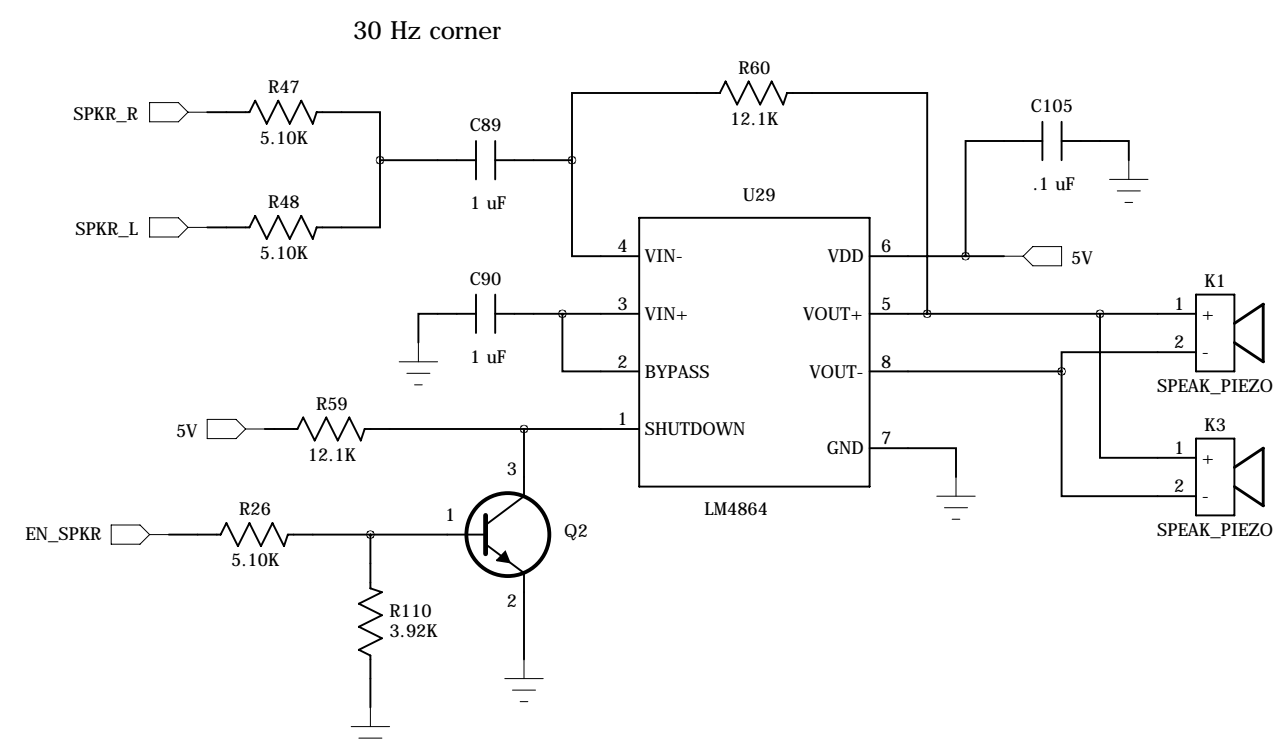 30 Hz corner
R47
SPKR_R
5.10K
R48
SPKR_L
5.10K
C89
1 uF
R60
12.1K
C105
.1 uF
U29
4 VIN-
3 VIN+
2 BYPASS
1 SHUTDOWN
VDD 6
VOUT+ 5
VOUT- 8
GND 7
LM4864
5V
C90
1 uF
K1
1 +
2 -
SPEAK_PIEZO
K3
1 +
2 -
SPEAK_PIEZO
R59
5V
12.1K
3
1
Q2
2
R26
EN_SPKR
5.10K
R110
3.92K